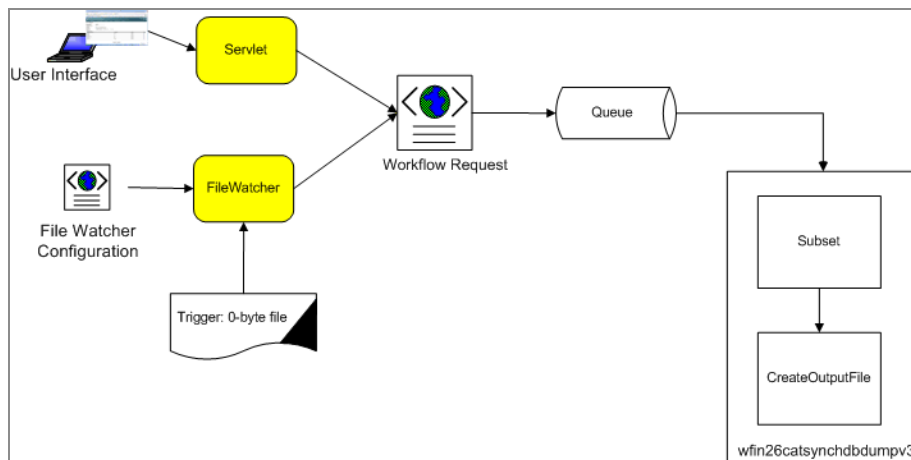 Servlet
User Interface
Queue
Workflow Request
FileWatcher
File Watcher
Configuration
Subset
Trigger: 0-byte file
CreateOutputFile
wfin26catsynchdbdumpv3